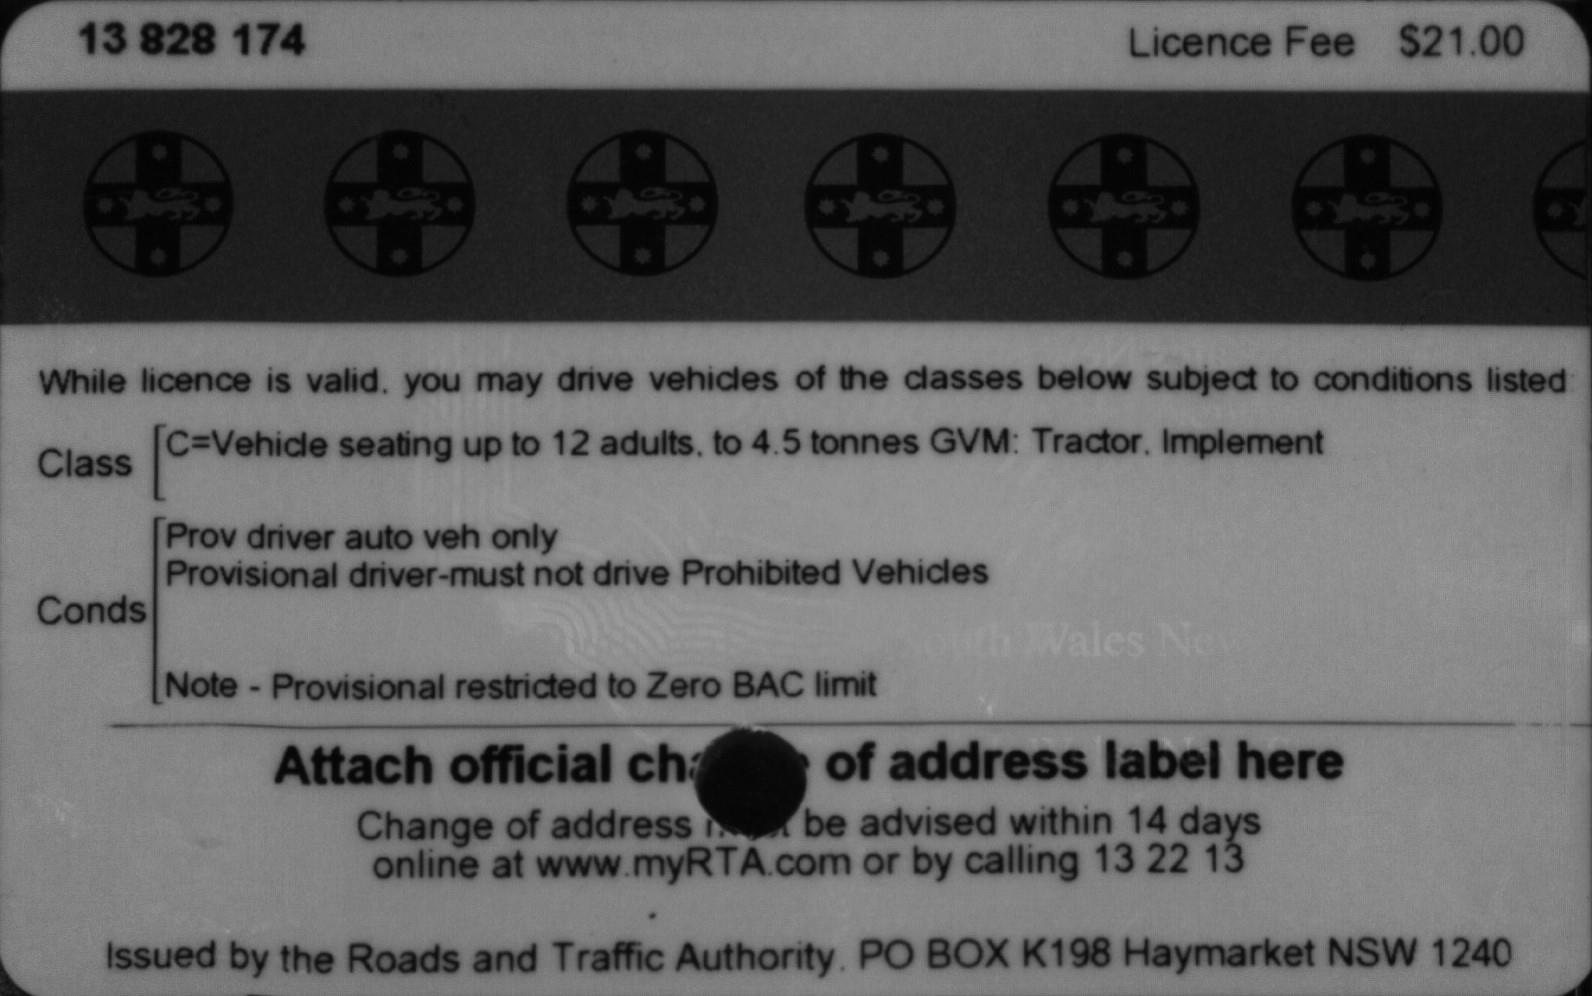 13 828 174 Licence Fee $21.00
While licence is valid. you may drive vehicles of the classes below subject to conditions listed
Class C=Vehicle seating up to 12 adults, to 4.5 tonnes GVM: Tractor. Implement
Prov driver auto veh only
Provisional driver-must not drive Prohibited Vehicles
Conds
South Wales New
Note - Provisional restricted to Zero BAC limit
Attach official of address label here
Change of address be advised within 14 days
online at www.myRTA.com or by calling 13 22 13
Issued by the Roads and Traffic Authority. PO BOX K198 Haymarket NSW 1240